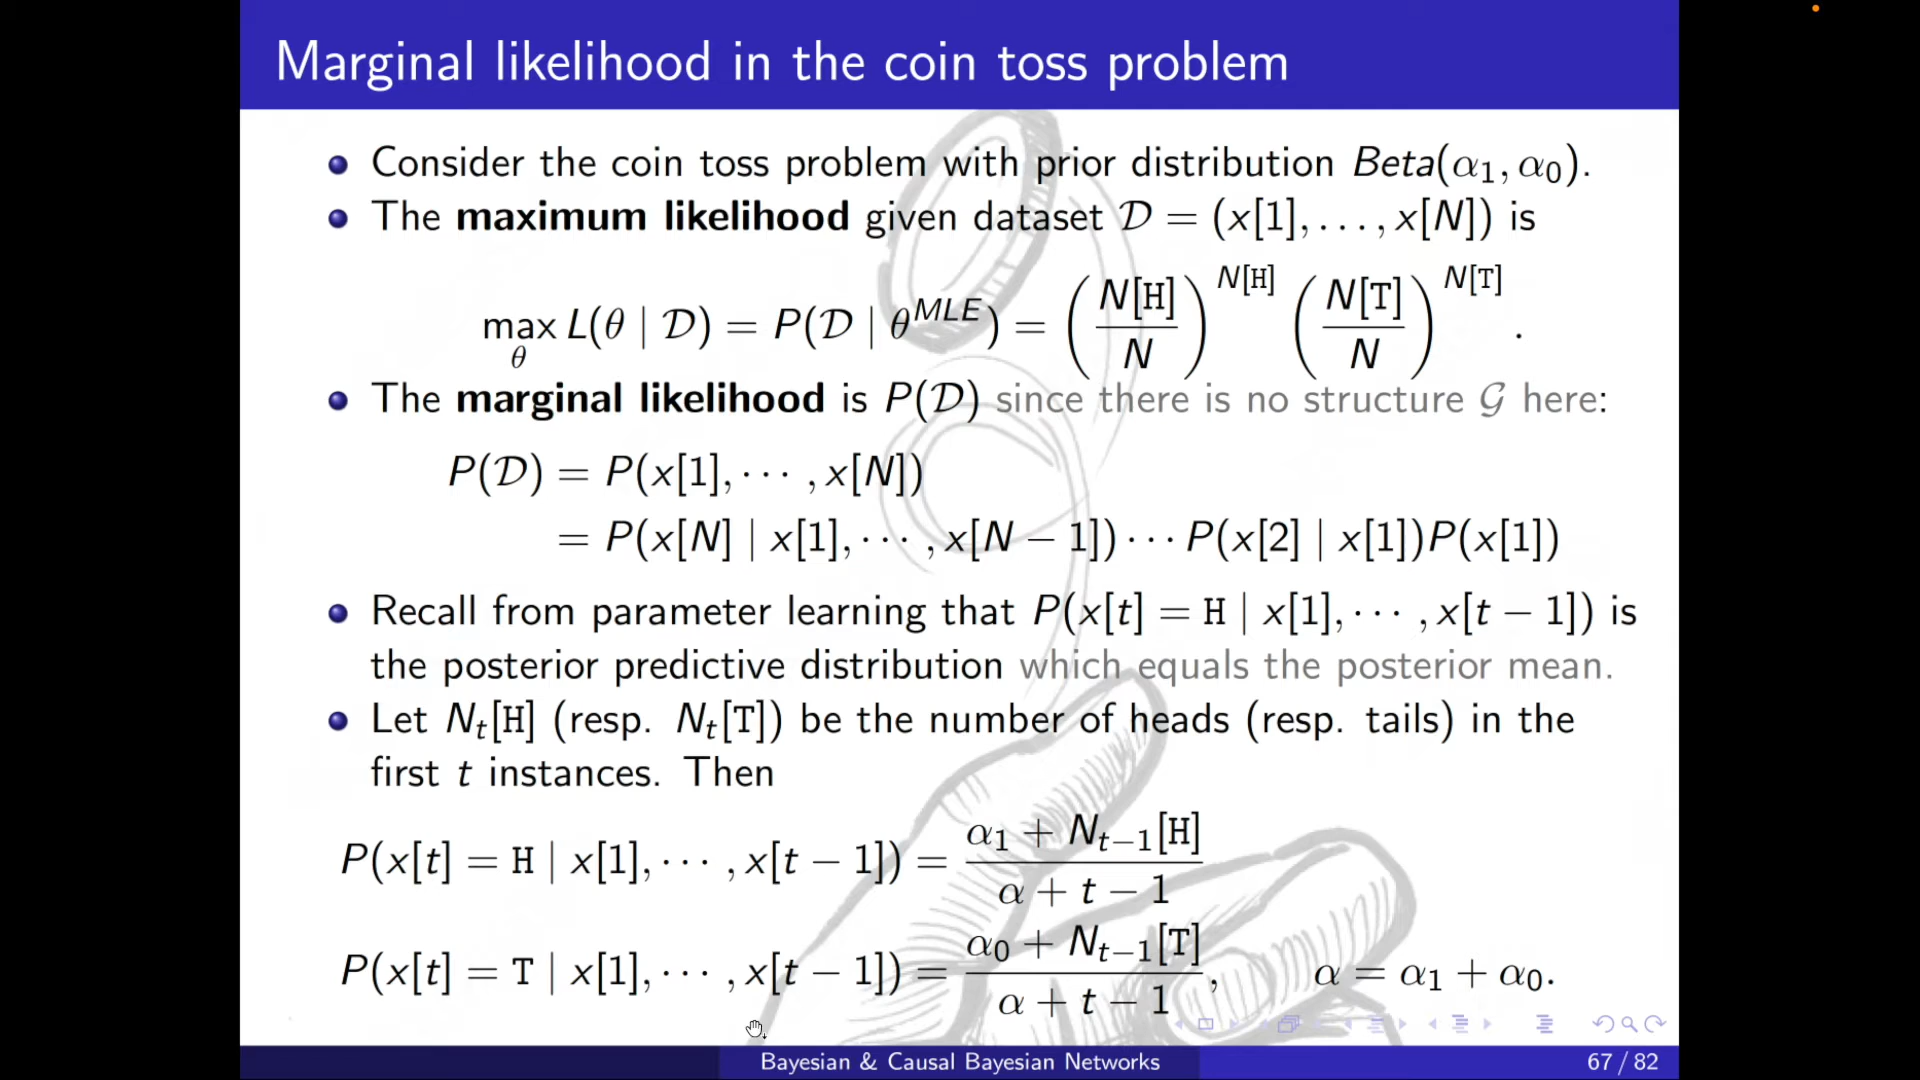 Marginal likelihood in the coin toss problem
Consider the coin toss problem with prior distribution Beta(α₁, α₀).
The maximum likelihood given dataset 𝒟 = (x[1], . . . , x[N]) is
max_θ L(θ | 𝒟) = P(𝒟 | θ^{MLE}) = (N[H]/N)^{N[H]} (N[T]/N)^{N[T]} .
The marginal likelihood is P(𝒟) since there is no structure 𝒢 here:
P(𝒟) = P(x[1], · · · , x[N])
= P(x[N] | x[1], · · · , x[N − 1]) · · · P(x[2] | x[1])P(x[1])
Recall from parameter learning that P(x[t] = H | x[1], · · · , x[t − 1]) is
the posterior predictive distribution which equals the posterior mean.
Let N_t[H] (resp. N_t[T]) be the number of heads (resp. tails) in the
first t instances. Then
P(x[t] = H | x[1], · · · , x[t − 1]) = (α₁ + N_{t−1}[H])/(α + t − 1)
P(x[t] = T | x[1], · · · , x[t − 1]) = (α₀ + N_{t−1}[T])/(α + t − 1), α = α₁ + α₀.
Bayesian & Causal Bayesian Networks
67 / 82